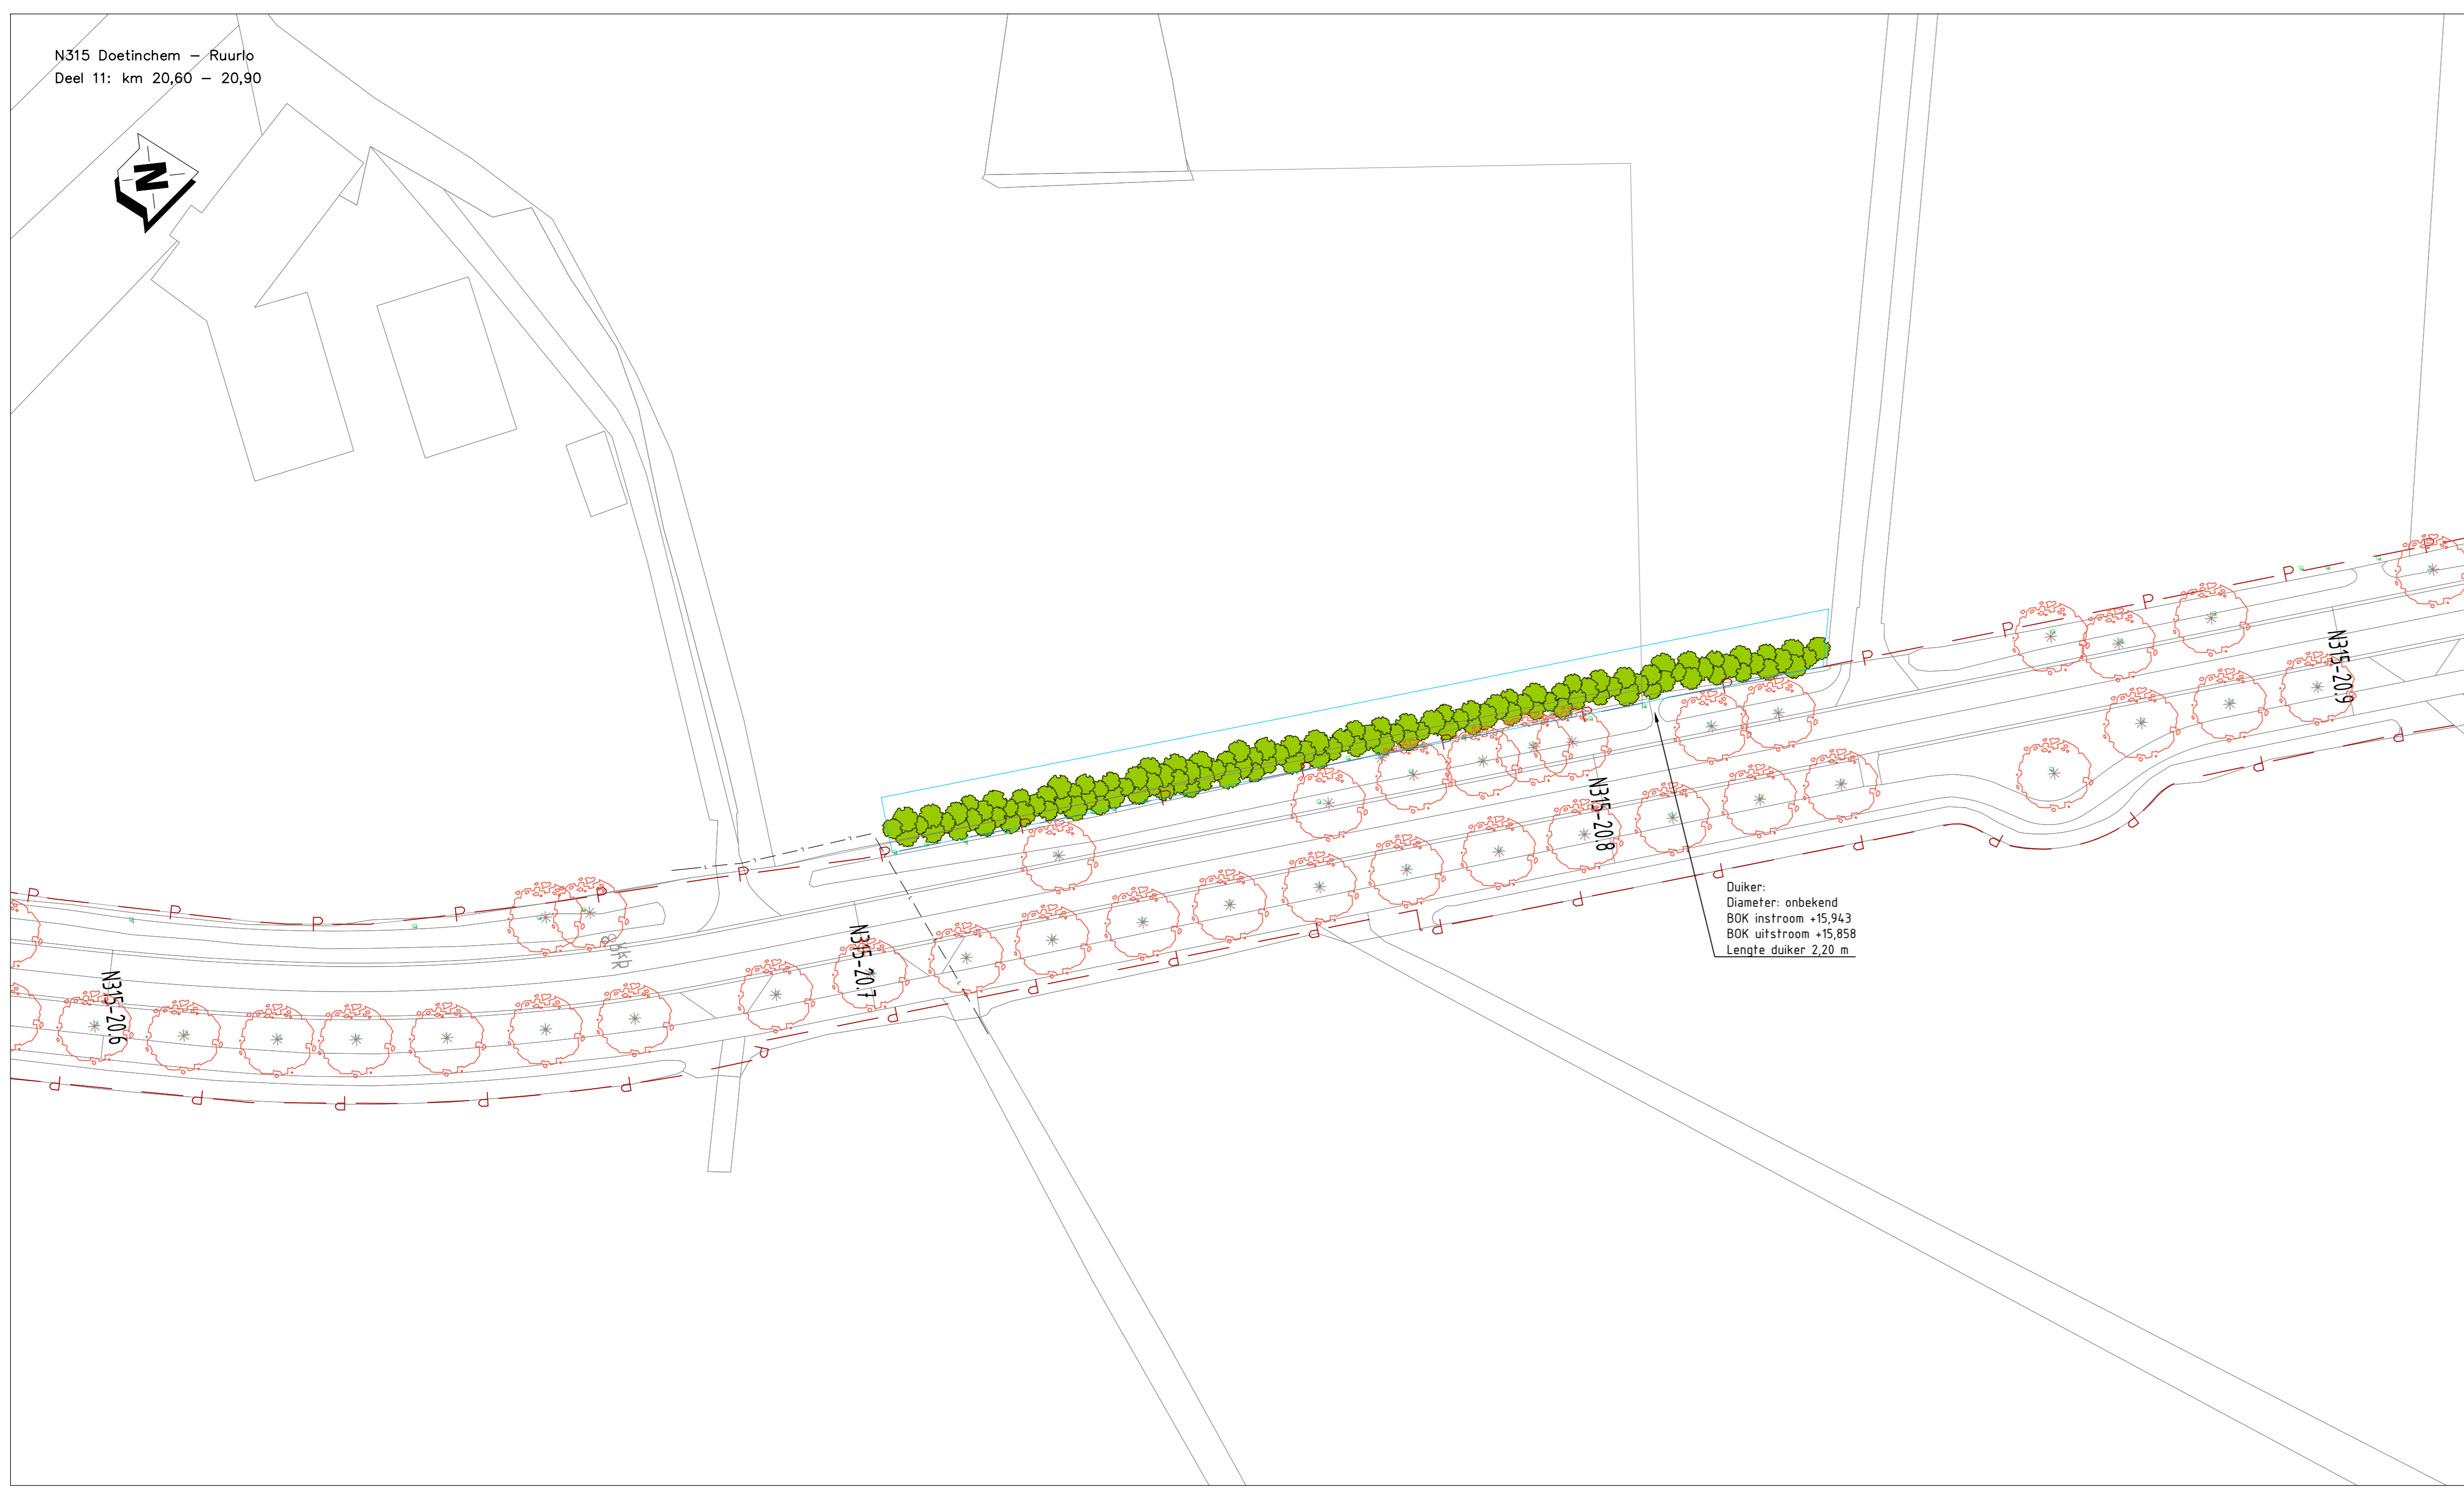 N315 Doetinchem – Ruurlo
Deel 11: km 20,60 – 20,90
N
P P P P P P P P P P P P P P P P P
N315-20.9
N315-20.8
N315-20.7
N315-20.6
Duiker:
Diameter: onbekend
BOK instroom +15,943
BOK uitstroom +15,858
Lengte duiker 2,20 m
P P P P P P P P P P P P P P P P P P P